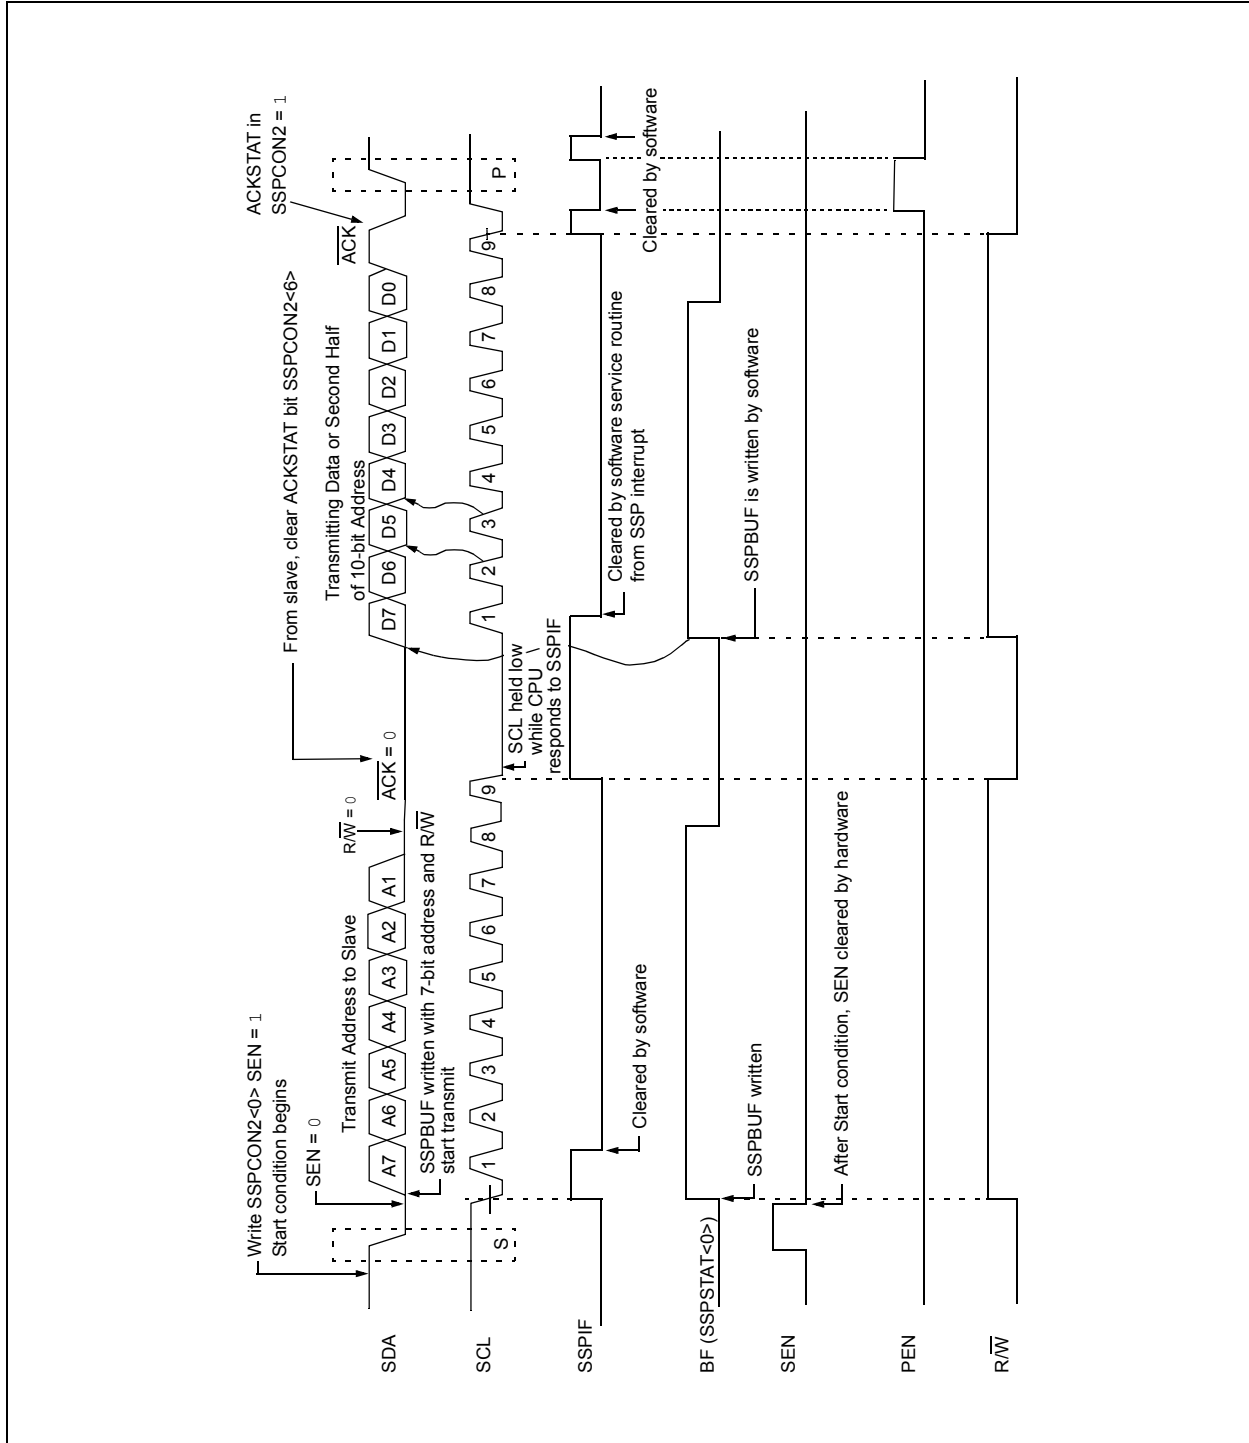 Write SSPCON2<0> SEN = 1
Start condition begins
SEN = 0
Transmit Address to Slave
R/W = 0
ACK = 0
From slave, clear ACKSTAT bit SSPCON2<6>
Transmitting Data or Second Half
of 10-bit Address
ACK
ACKSTAT in
SSPCON2 = 1
SDA
A7 A6 A5 A4 A3 A2 A1
D7 D6 D5 D4 D3 D2 D1 D0
SSPBUF written with 7-bit address and R/W
start transmit
SCL
S
1 2 3 4 5 6 7 8 9
1 2 3 4 5 6 7 8 9
P
SCL held low
while CPU
responds to SSPIF
SSPIF
Cleared by software
Cleared by software service routine
from SSP interrupt
Cleared by software
BF (SSPSTAT<0>)
SSPBUF written
SSPBUF is written by software
SEN
After Start condition, SEN cleared by hardware
PEN
R/W